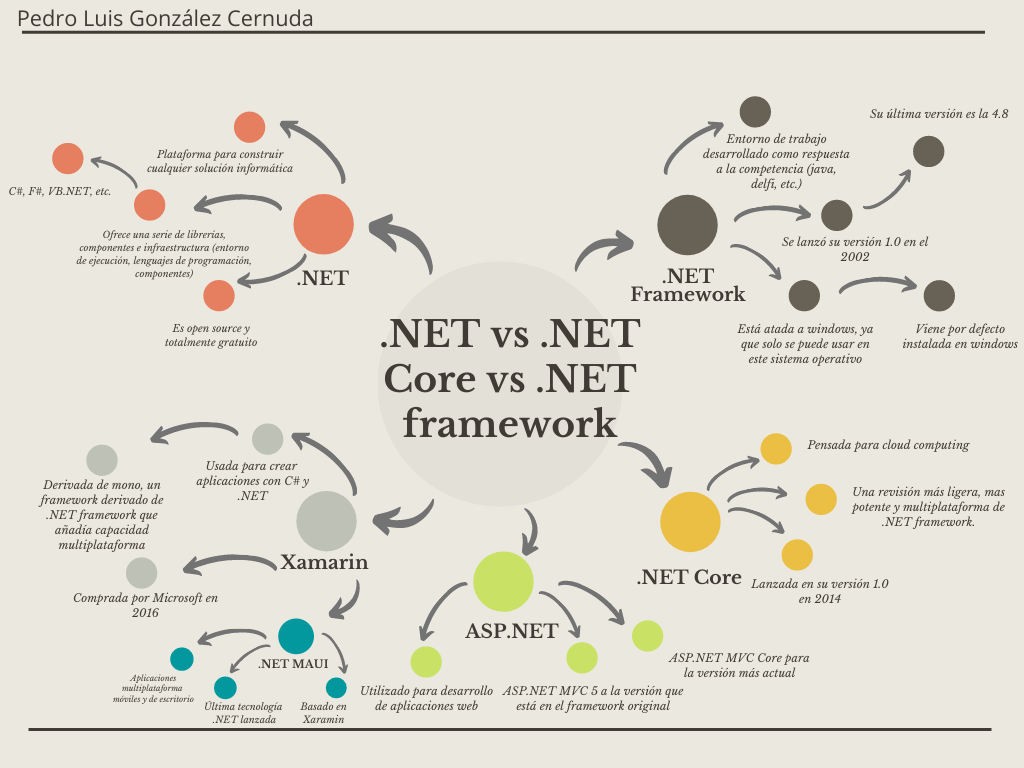 Pedro Luis González Cernuda
Plataforma para construir
cualquier solución informática
C#, F#, VB.NET, etc.
Ofrece una serie de librerias,
componentes e infraestructura (entorno
de ejecución, lenguajes de programación,
componentes)
.NET
Es open source y
totalmente gratuito
Su última versión es la 4.8
Entorno de trabajo
desarrollado como respuesta
a la competencia (java,
delfi, etc.)
Se lanzó su versión 1.0 en el
2002
.NET
Framework
Está atada a windows, ya
que solo se puede usar en
este sistema operativo
Viene por defecto
instalada en windows
.NET vs .NET
Core vs .NET
framework
Usada para crear
aplicaciones con C# y
.NET
Derivada de mono, un
framework derivado de
.NET framework que
añadía capacidad
multiplataforma
Xamarin
Comprada por Microsoft en
2016
.NET MAUI
Aplicaciones
multiplataforma
móviles y de escritorio
Última tecnología
.NET lanzada
Basado en
Xaramin
ASP.NET
Utilizado para desarrollo
de aplicaciones web
ASP.NET MVC 5 a la versión que
está en el framework original
ASP.NET MVC Core para
la versión más actual
Pensada para cloud computing
Una revisión más ligera, mas
potente y multiplataforma de
.NET framework.
.NET Core
Lanzada en su versión 1.0
en 2014